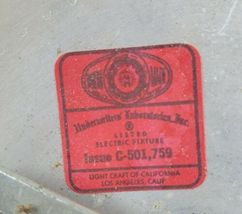 Underwriters' Laboratories, Inc.
®
LISTED
ELECTRIC FIXTURE
Issue C-501,759
LIGHT CRAFT OF CALIFORNIA
LOS ANGELES, CALIF.